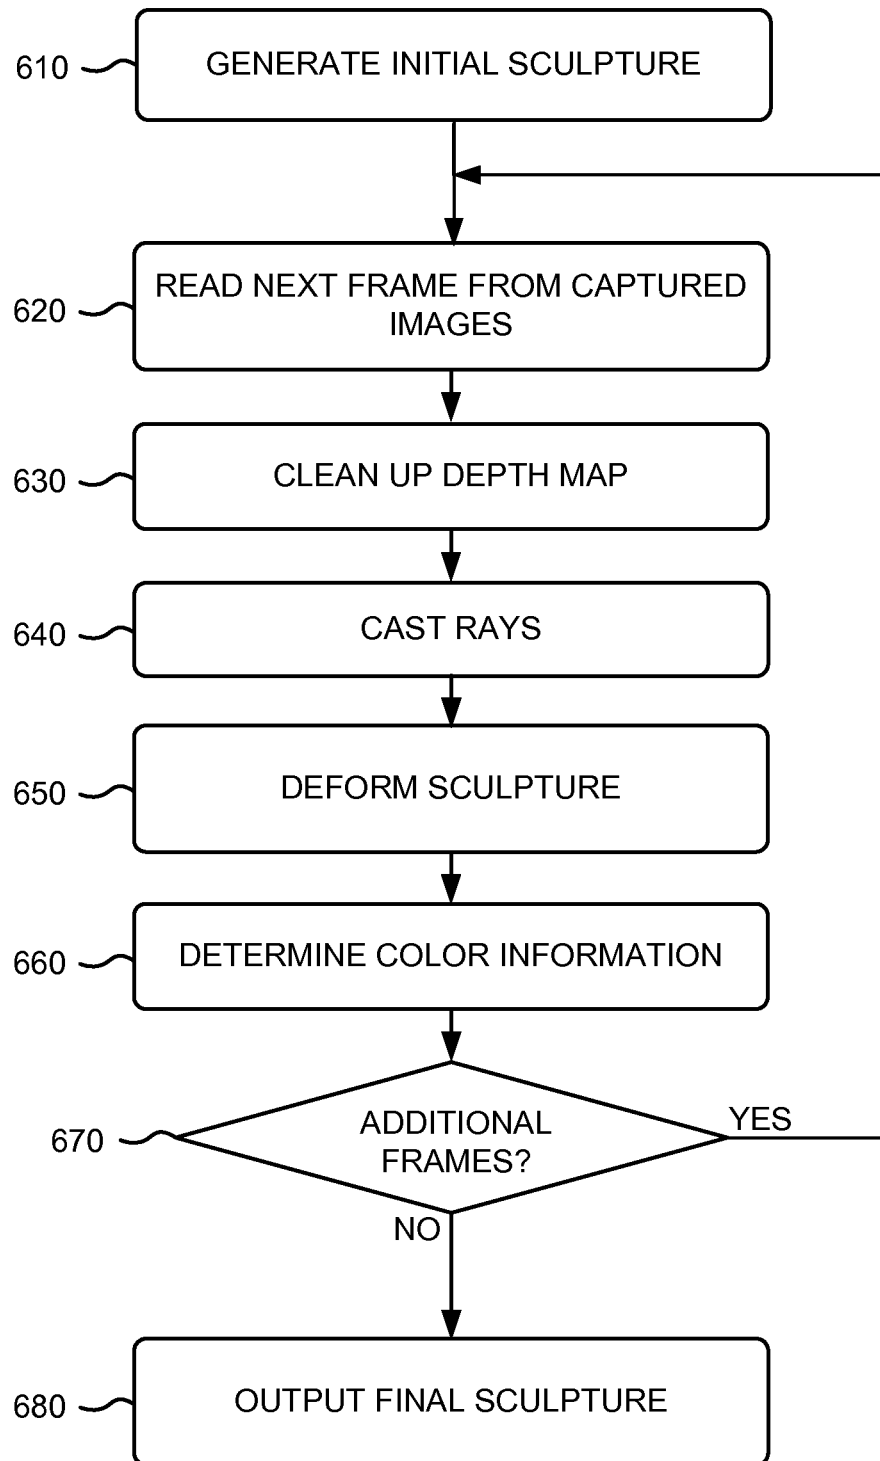 610 GENERATE INITIAL SCULPTURE
READ NEXT FRAME FROM CAPTURED
620
IMAGES
630 CLEAN UP DEPTH MAP
640 CAST RAYS
650 DEFORM SCULPTURE
660 DETERMINE COLOR INFORMATION
YES
670 ADDITIONAL
FRAMES?
NO
680 OUTPUT FINAL SCULPTURE